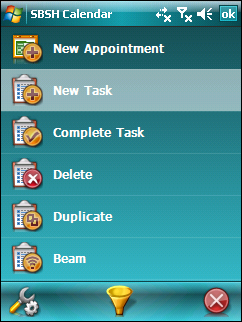 SBSH Calendar
ok
New Appointment
New Task
Complete Task
Delete
Duplicate
Beam